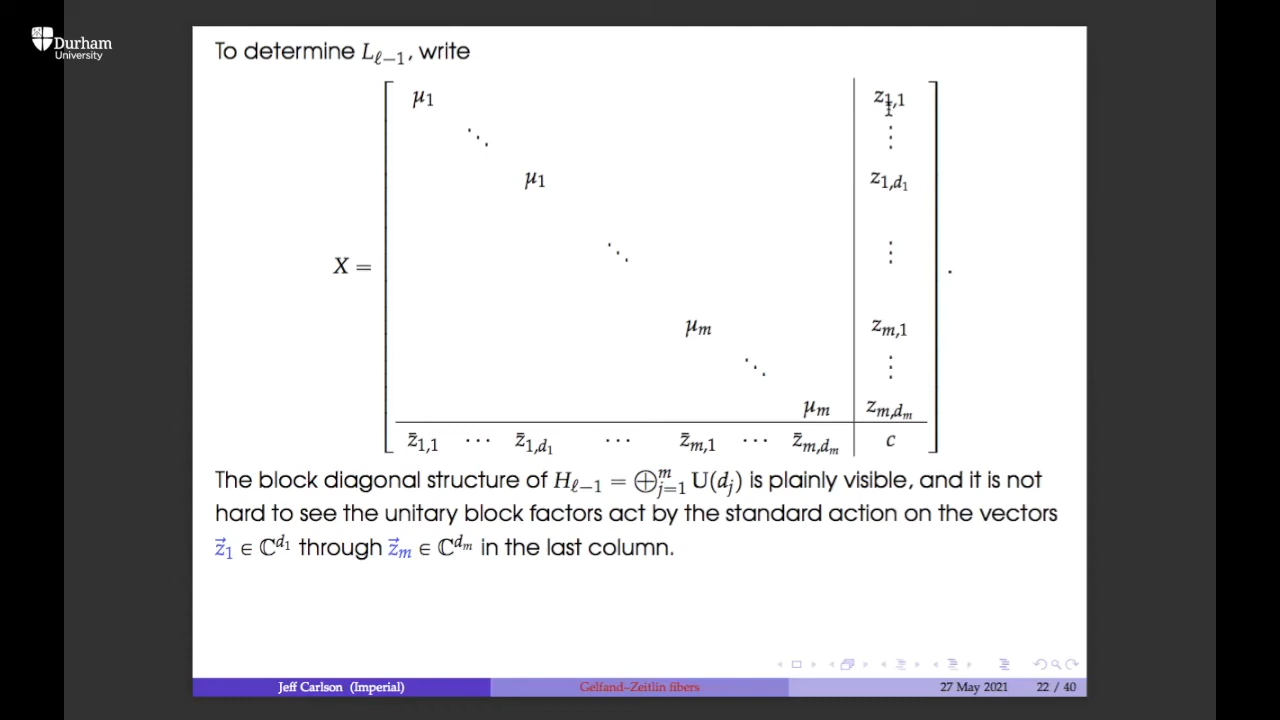 Durham
University
To determine L_{ℓ−1}, write
μ_1 z_{1,1}
⋱ ⋮
μ_1 z_{1,d_1}
⋱ ⋮
X =
.
μ_m z_{m,1}
⋱ ⋮
μ_m z_{m,d_m}
z̄_{1,1} ⋯ z̄_{1,d_1} ⋯ z̄_{m,1} ⋯ z̄_{m,d_m} c
The block diagonal structure of H_{ℓ−1} = ⨁_{j=1}^{m} U(d_j) is plainly visible, and it is not
hard to see the unitary block factors act by the standard action on the vectors
z⃗_1 ∈ ℂ^{d_1} through z⃗_m ∈ ℂ^{d_m} in the last column.
Jeff Carlson (Imperial) Gelfand–Zeitlin fibers 27 May 2021 22 / 40